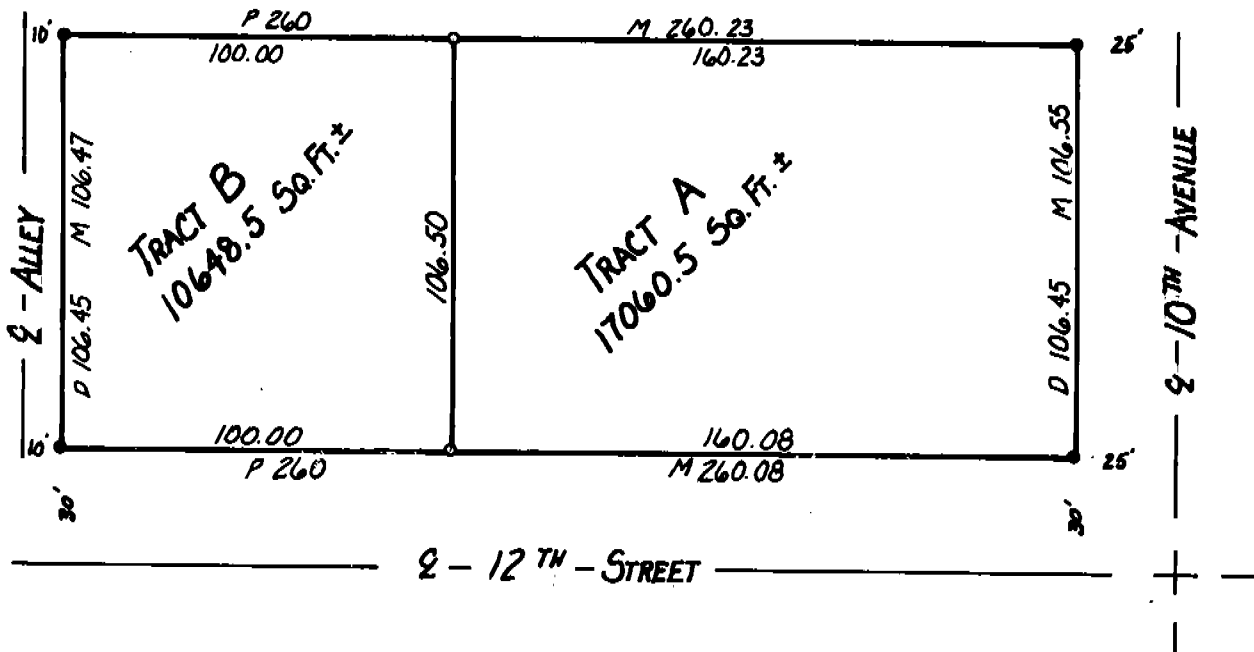 P 260
M 260.23
10'
100.00
160.23
25'
℄ - ALLEY
D 106.45 M 106.47
TRACT B
10648.5 SQ. FT. ±
106.50
TRACT A
17060.5 SQ. FT. ±
D 106.45 M 106.55
℄ - 10TH - AVENUE
10'
100.00
160.08
25'
P 260
M 260.08
30'
30'
℄ - 12TH - STREET